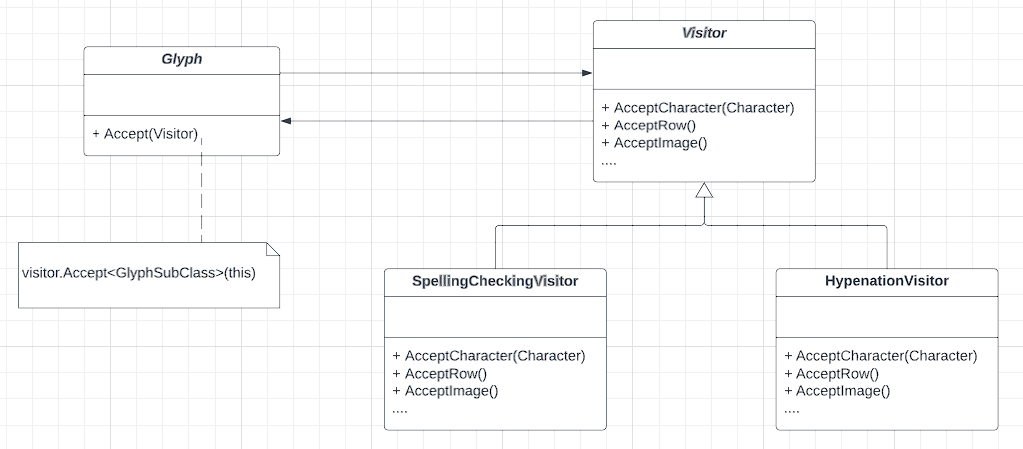 Glyph
+ Accept(Visitor)
visitor.Accept<GlyphSubClass>(this)
Visitor
+ AcceptCharacter(Character)
+ AcceptRow()
+ AcceptImage()
....
SpellingCheckingVisitor
+ AcceptCharacter(Character)
+ AcceptRow()
+ AcceptImage()
....
HypenationVisitor
+ AcceptCharacter(Character)
+ AcceptRow()
+ AcceptImage()
....